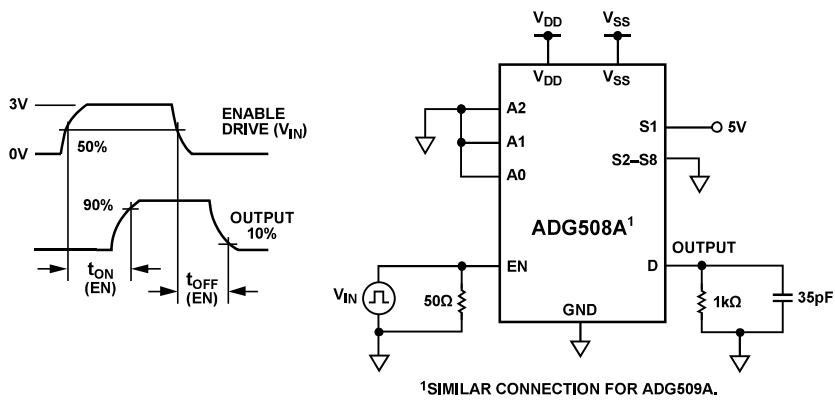 3V
0V
50%
ENABLE
DRIVE (VIN)
90%
OUTPUT
10%
tON
(EN)
tOFF
(EN)
VDD
VSS
VDD
VSS
A2
A1
A0
S1
5V
S2–S8
ADG508A1
OUTPUT
EN
D
VIN
50Ω
GND
1kΩ
35pF
1SIMILAR CONNECTION FOR ADG509A.